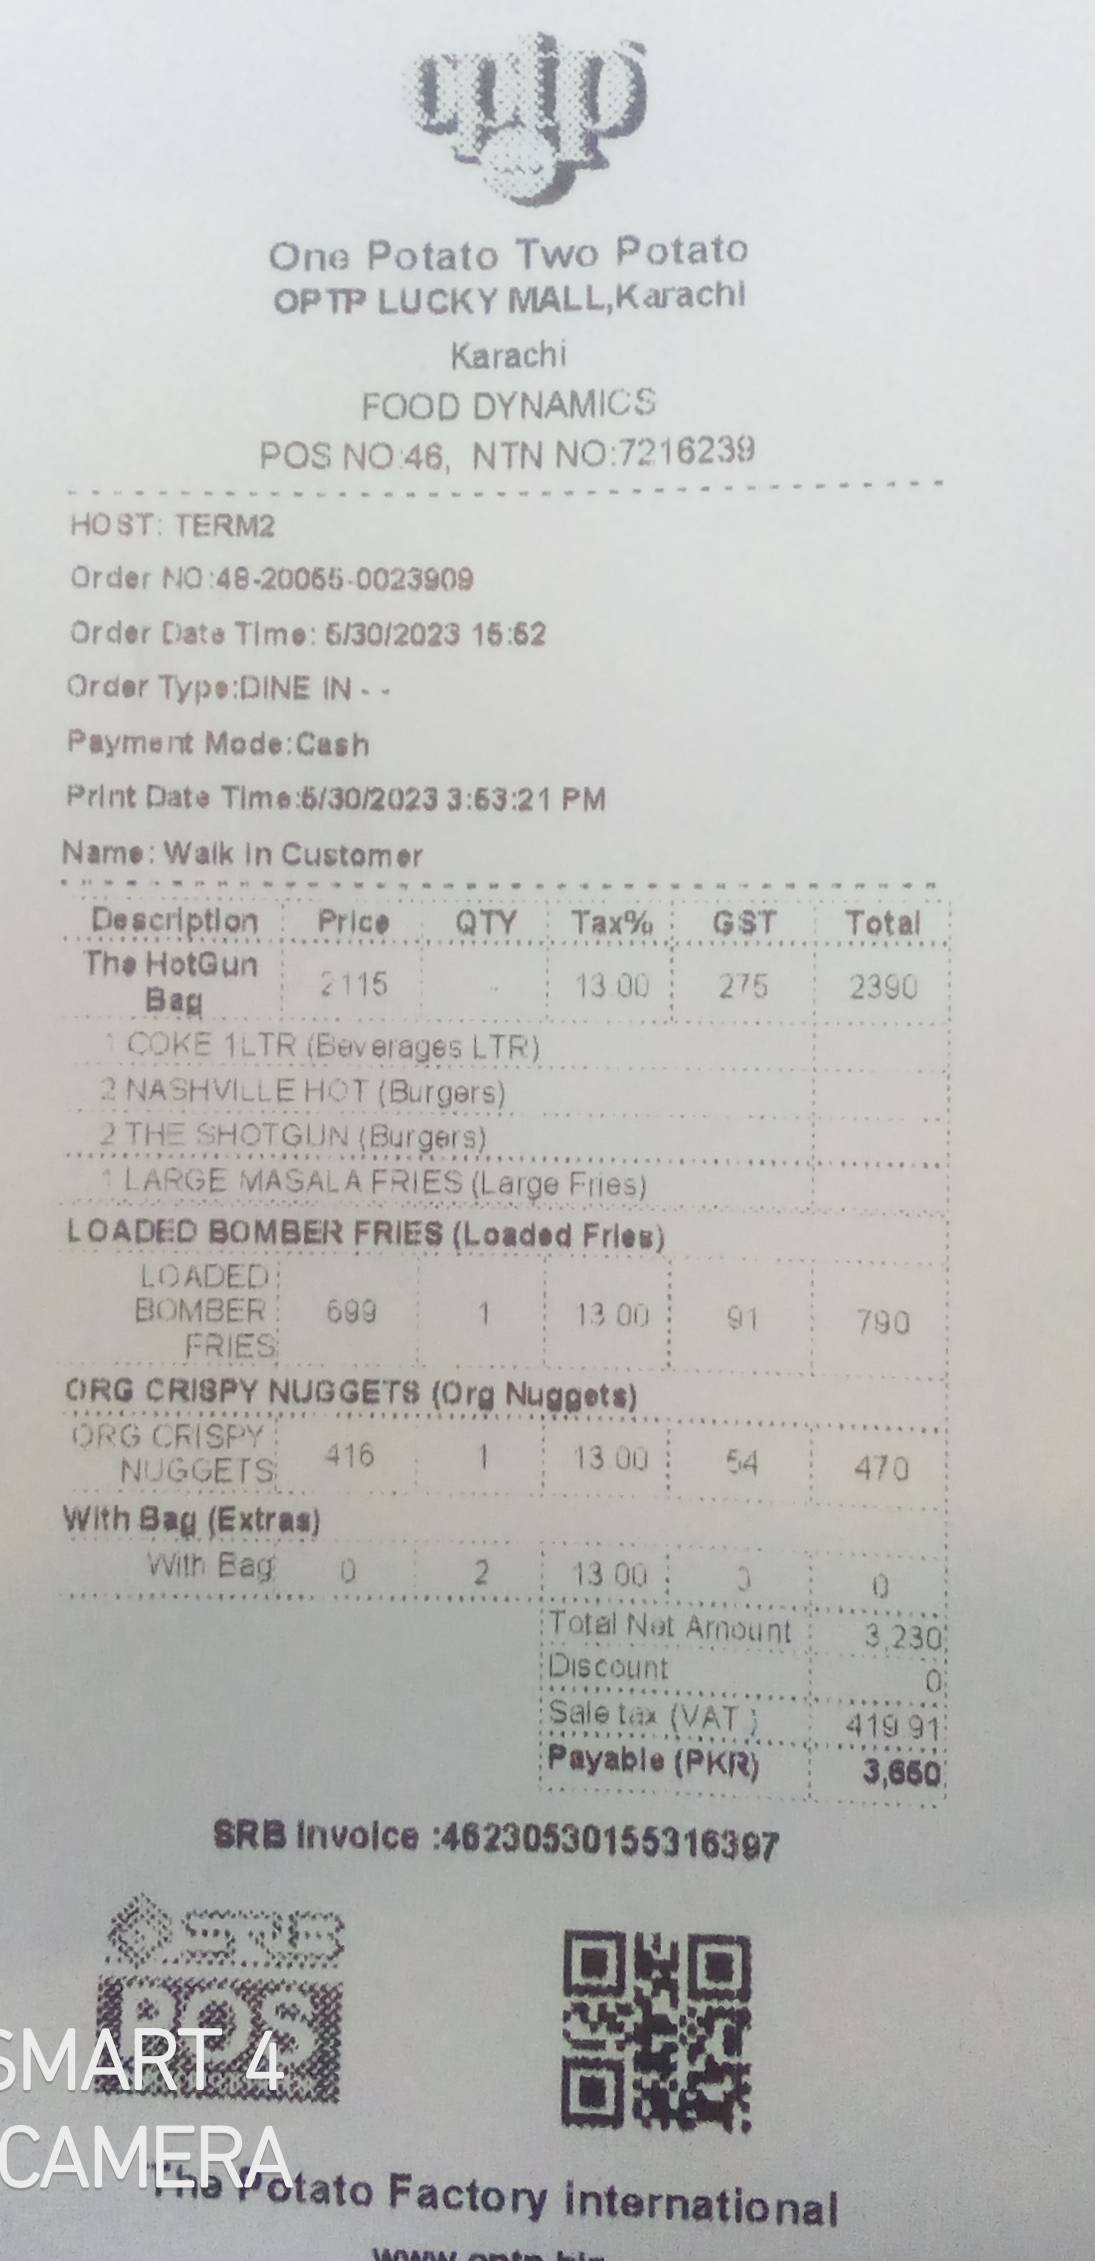 optp
One Potato Two Potato
OPTP LUCKY MALL,Karachi
Karachi
FOOD DYNAMICS
POS NO:46, NTN NO:7216239
HOST: TERM2
Order NO:48-20055-0023909
Order Date Time: 5/30/2023 15:52
Order Type:DINE IN - -
Payment Mode:Cash
Print Date Time:5/30/2023 3:53:21 PM
Name: Walk In Customer
Description Price QTY Tax% GST Total
The HotGun Bag 2115 - 13.00 275 2390
1 COKE 1LTR (Beverages LTR)
2 NASHVILLE HOT (Burgers)
2 THE SHOTGUN (Burgers)
1 LARGE MASALA FRIES (Large Fries)
LOADED BOMBER FRIES (Loaded Fries)
LOADED
BOMBER 699 1 13.00 91 790
FRIES
ORG CRISPY NUGGETS (Org Nuggets)
ORG CRISPY
NUGGETS 416 1 13.00 54 470
With Bag (Extras)
With Bag 0 2 13.00 0 0
Total Net Amount 3,230
Discount 0
Sale tax (VAT ) 419.91
Payable (PKR) 3,650
SRB Invoice :46230530155316397
SRB
POS
SMART 4
CAMERA
The Potato Factory International